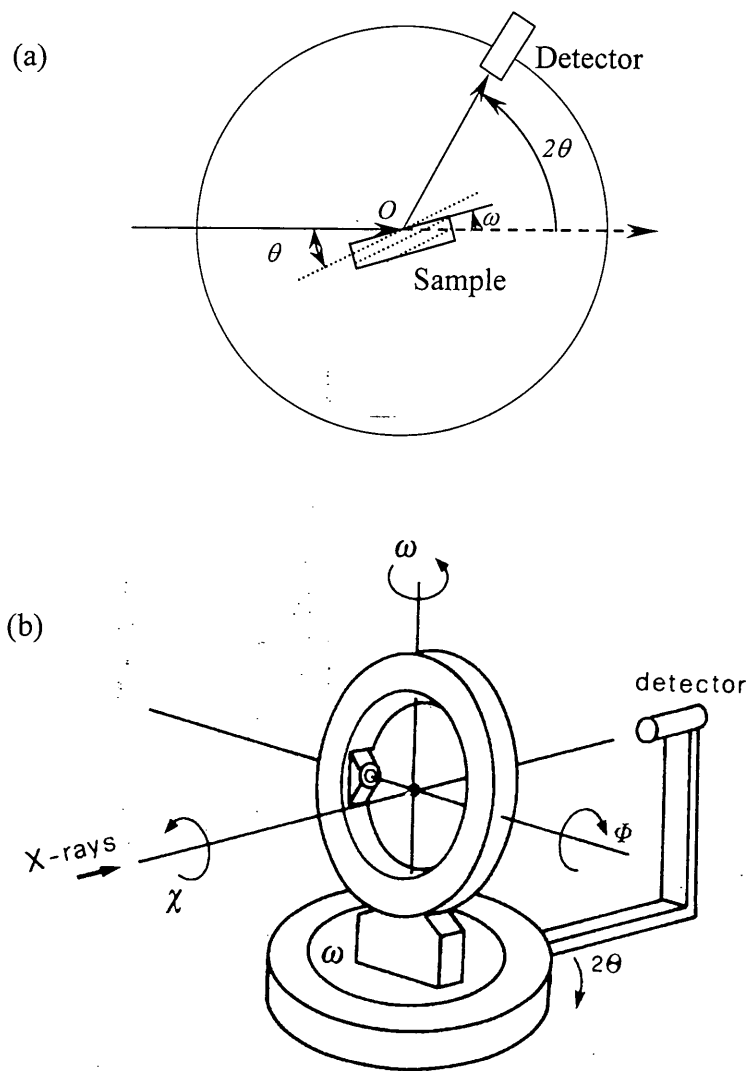 (a)
Detector
2θ
O
ω
θ
Sample
ω
(b)
detector
X-rays
Φ
χ
ω
2θ